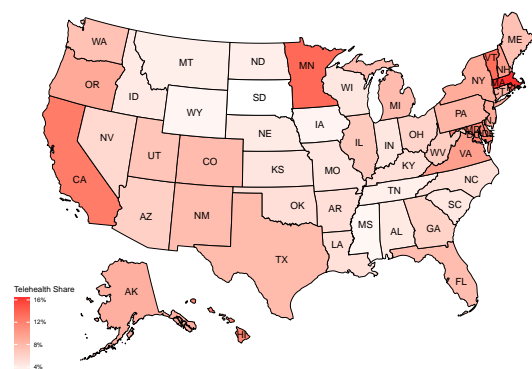 ME
WA
VT
NH
MT
ND
MN
OR
MA
NY
WI
ID
SD
MI
WY
PA
IA
NE
NV
OH
IL
IN
UT
CO
WV
VA
CA
KS
MO
KY
NC
TN
OK
AZ
NM
AR
SC
MS
AL
GA
LA
TX
FL
AK
Telehealth Share
16%
12%
8%
4%
HI